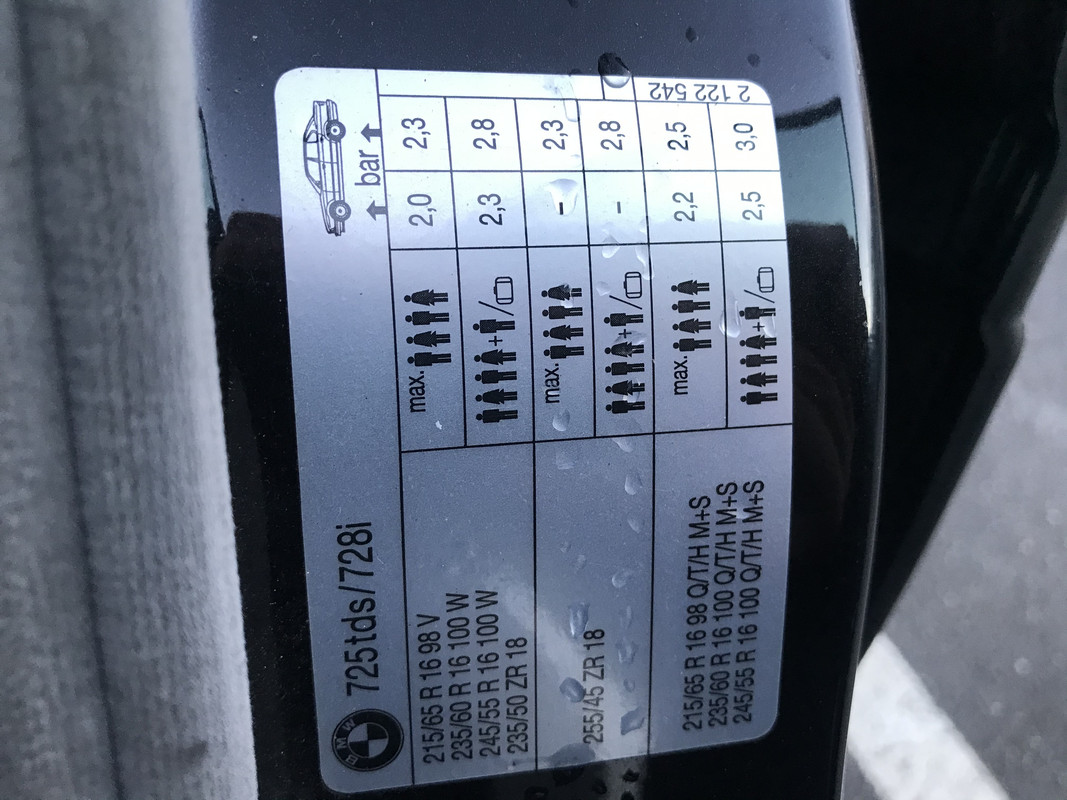 BMW 725tds/728i
bar
215/65 R 16 98 V
235/60 R 16 100 W
245/55 R 16 100 W
235/50 ZR 18
max. 2,0 2,3
+ / 2,3 2,8
255/45 ZR 18
max. - 2,3
+ / - 2,8
215/65 R 16 98 Q/T/H M+S
235/60 R 16 100 Q/T/H M+S
245/55 R 16 100 Q/T/H M+S
max. 2,2 2,5
+ / 2,5 3,0
2 122 542